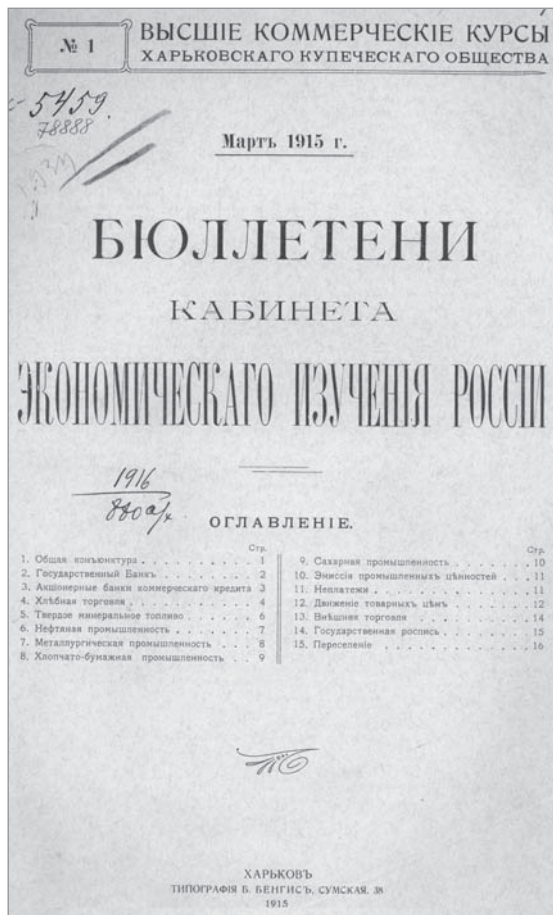 № 1
ВЫСШІЕ КОММЕРЧЕСКІЕ КУРСЫ
ХАРЬКОВСКАГО КУПЕЧЕСКАГО ОБЩЕСТВА
5459.
78888
Мартъ 1915 г.
БЮЛЛЕТЕНИ
КАБИНЕТА
ЭКОНОМИЧЕСКАГО ИЗУЧЕНІЯ РОССІИ
1916
ОГЛАВЛЕНІЕ.
Стр.
1. Общая конъюнктура . . . . . . . . . . 1
2. Государственный Банкъ . . . . . . . . 2
3. Акціонерные банки коммерческаго кредита 3
4. Хлѣбная торговля . . . . . . . . . . 4
5. Твердое минеральное топливо . . . . . 6
6. Нефтяная промышленность . . . . . . . 7
7. Металлургическая промышленность . . . 8
8. Хлопчато-бумажная промышленность . . 9
Стр.
9. Сахарная промышленность . . . . . . . 10
10. Эмиссія промышленныхъ цѣнностей . . . 11
11. Неплатежи . . . . . . . . . . . . . 11
12. Движеніе товарныхъ цѣнъ . . . . . . 12
13. Внѣшняя торговля . . . . . . . . . . 14
14. Государственная роспись . . . . . . . 15
15. Переселеніе . . . . . . . . . . . . 16
ХАРЬКОВЪ
ТИПОГРАФІЯ Б. БЕНГИСЪ, СУМСКАЯ, 38
1915